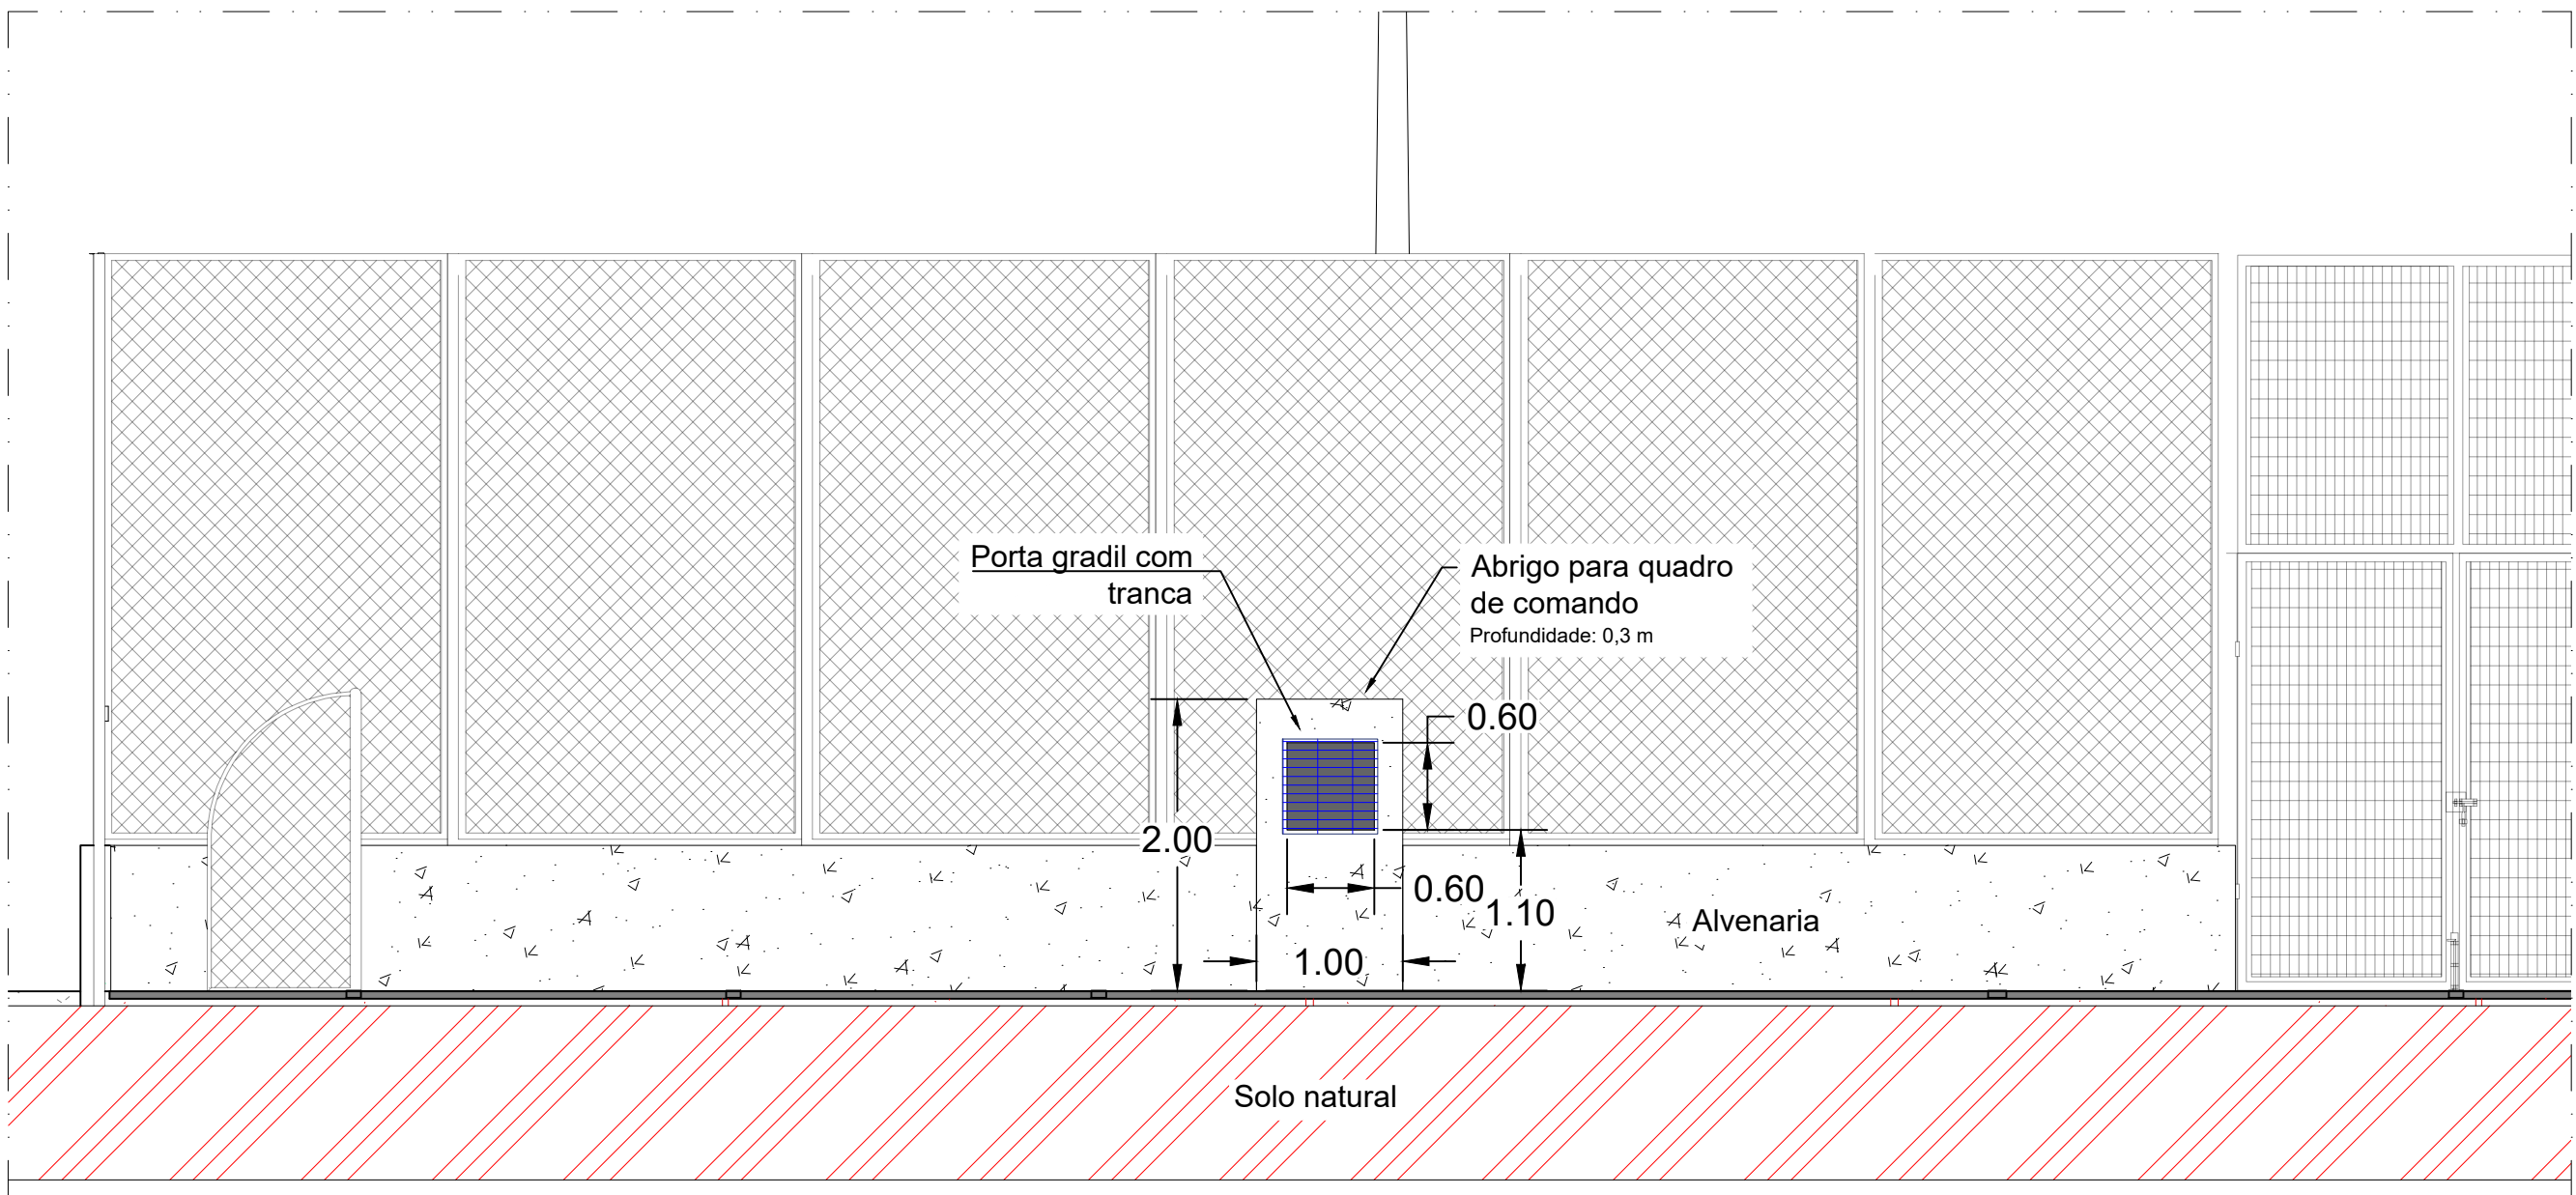 Porta gradil com
tranca
Abrigo para quadro
de comando
Profundidade: 0,3 m
0.60
2.00
0.60
1.10
Alvenaria
1.00
Solo natural